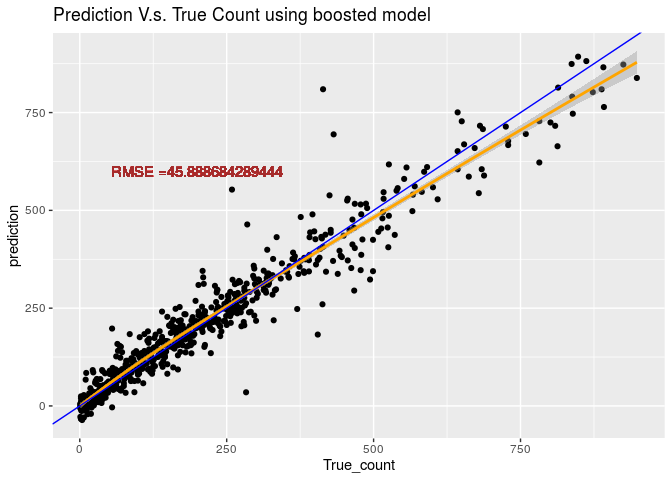 Prediction V.s. True Count using boosted model
750
RMSE =45.888684289444
500
prediction
250
0
0
250
500
750
True_count